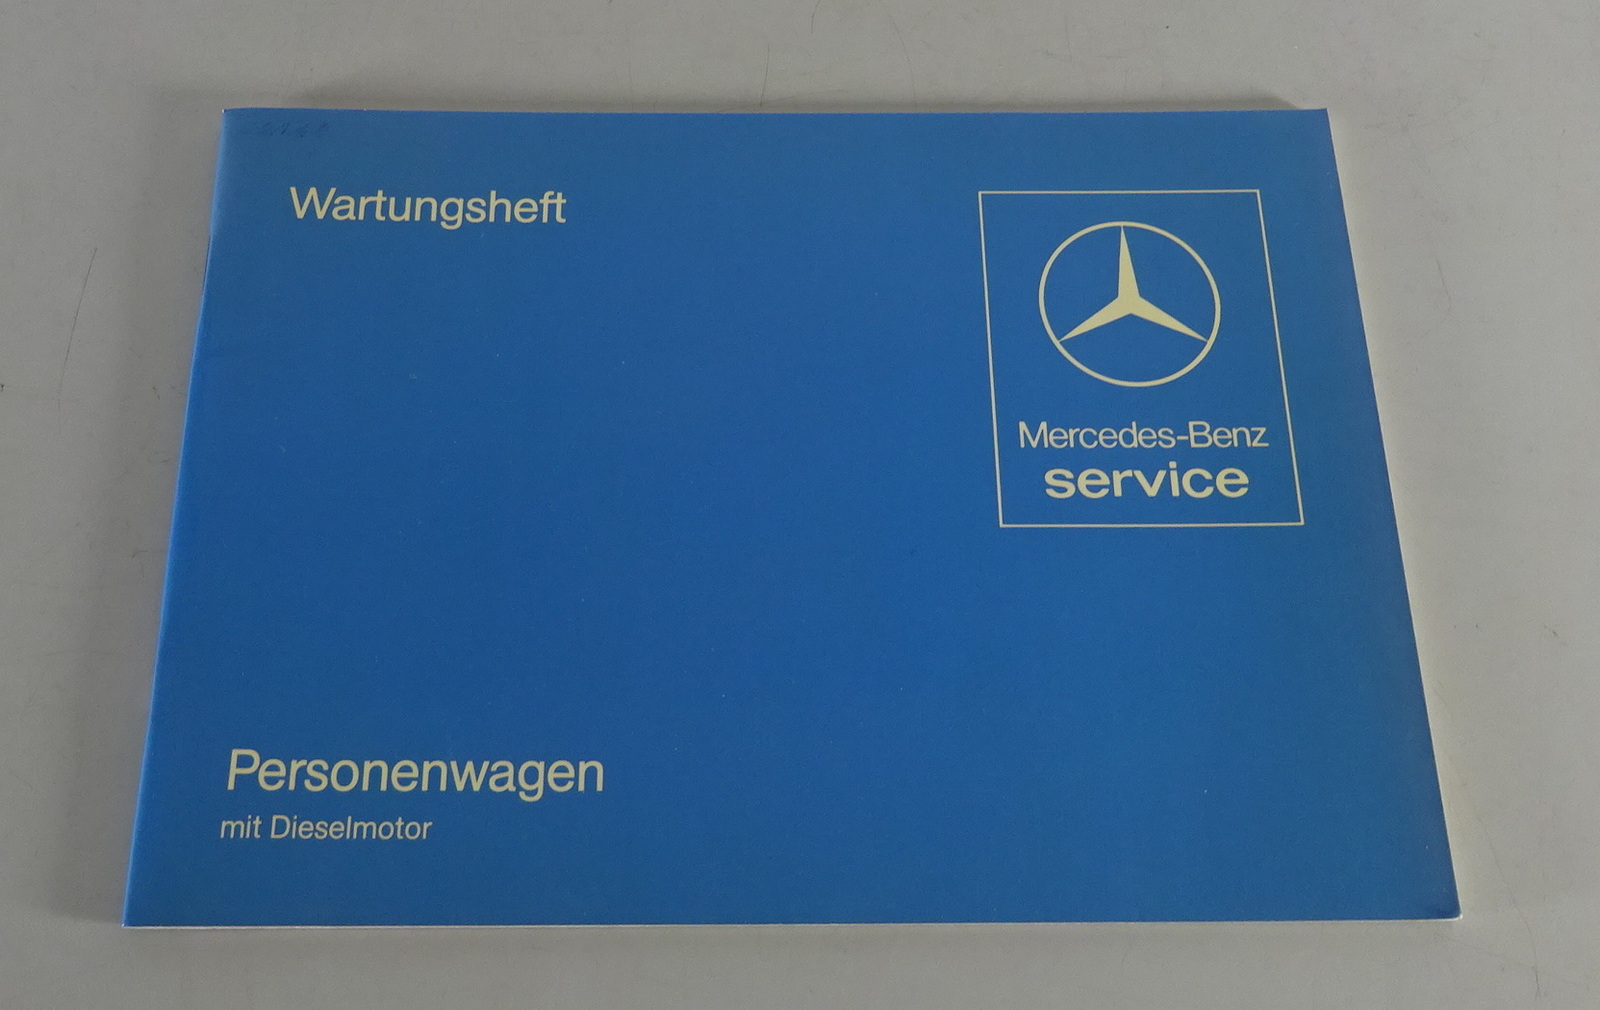 Wartungsheft
Mercedes-Benz
service
Personenwagen
mit Dieselmotor